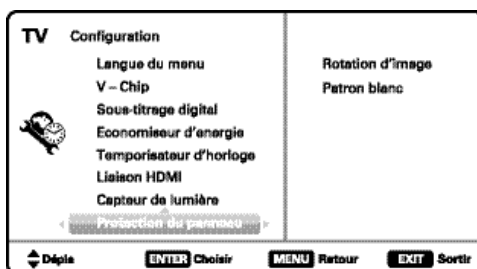 TV Configuration
Langue du menu
V – Chip
Sous-titrage digital
Economiseur d'energie
Temporisateur d'horloge
Liaison HDMI
Capteur de lumière
Protection du panneau
Rotation d'image
Patron blanc
Dépla ENTER Choisir MENU Retour EXIT Sortir